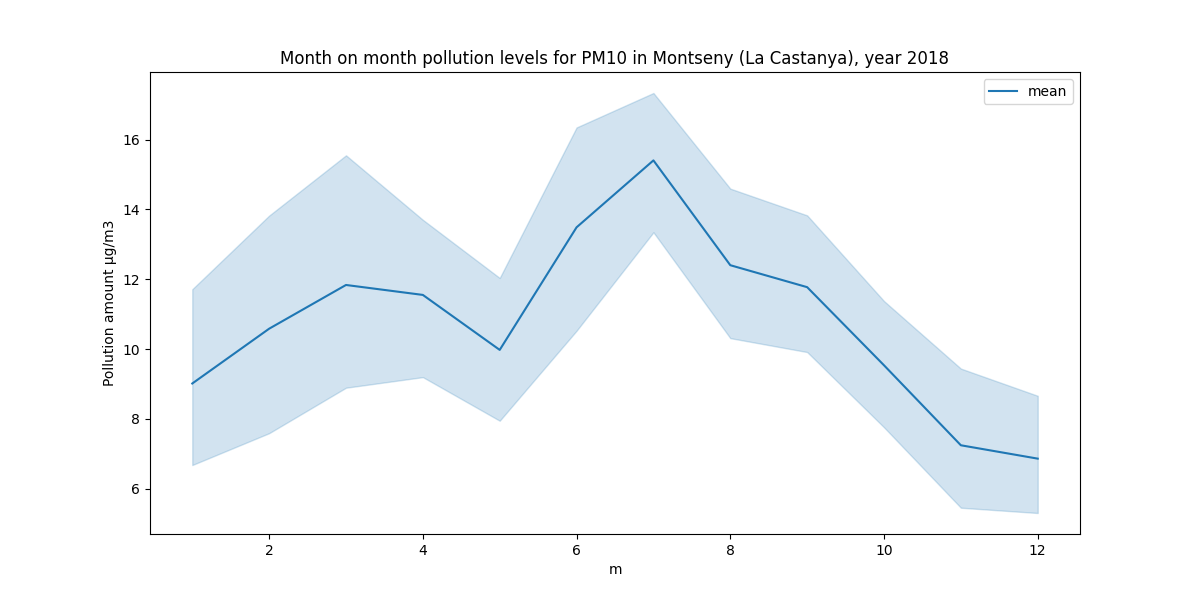 Month on month pollution levels for PM10 in Montseny (La Castanya), year 2018
mean
Pollution amount µg/m3
16
14
12
10
8
6
2 4 6 8 10 12
m